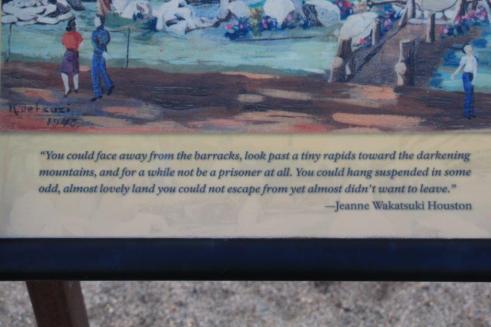 "You could face away from the barracks, look past a tiny rapids toward the darkening
mountains, and for a while not be a prisoner at all. You could hang suspended in some
odd, almost lovely land you could not escape from yet almost didn't want to leave."
—Jeanne Wakatsuki Houston